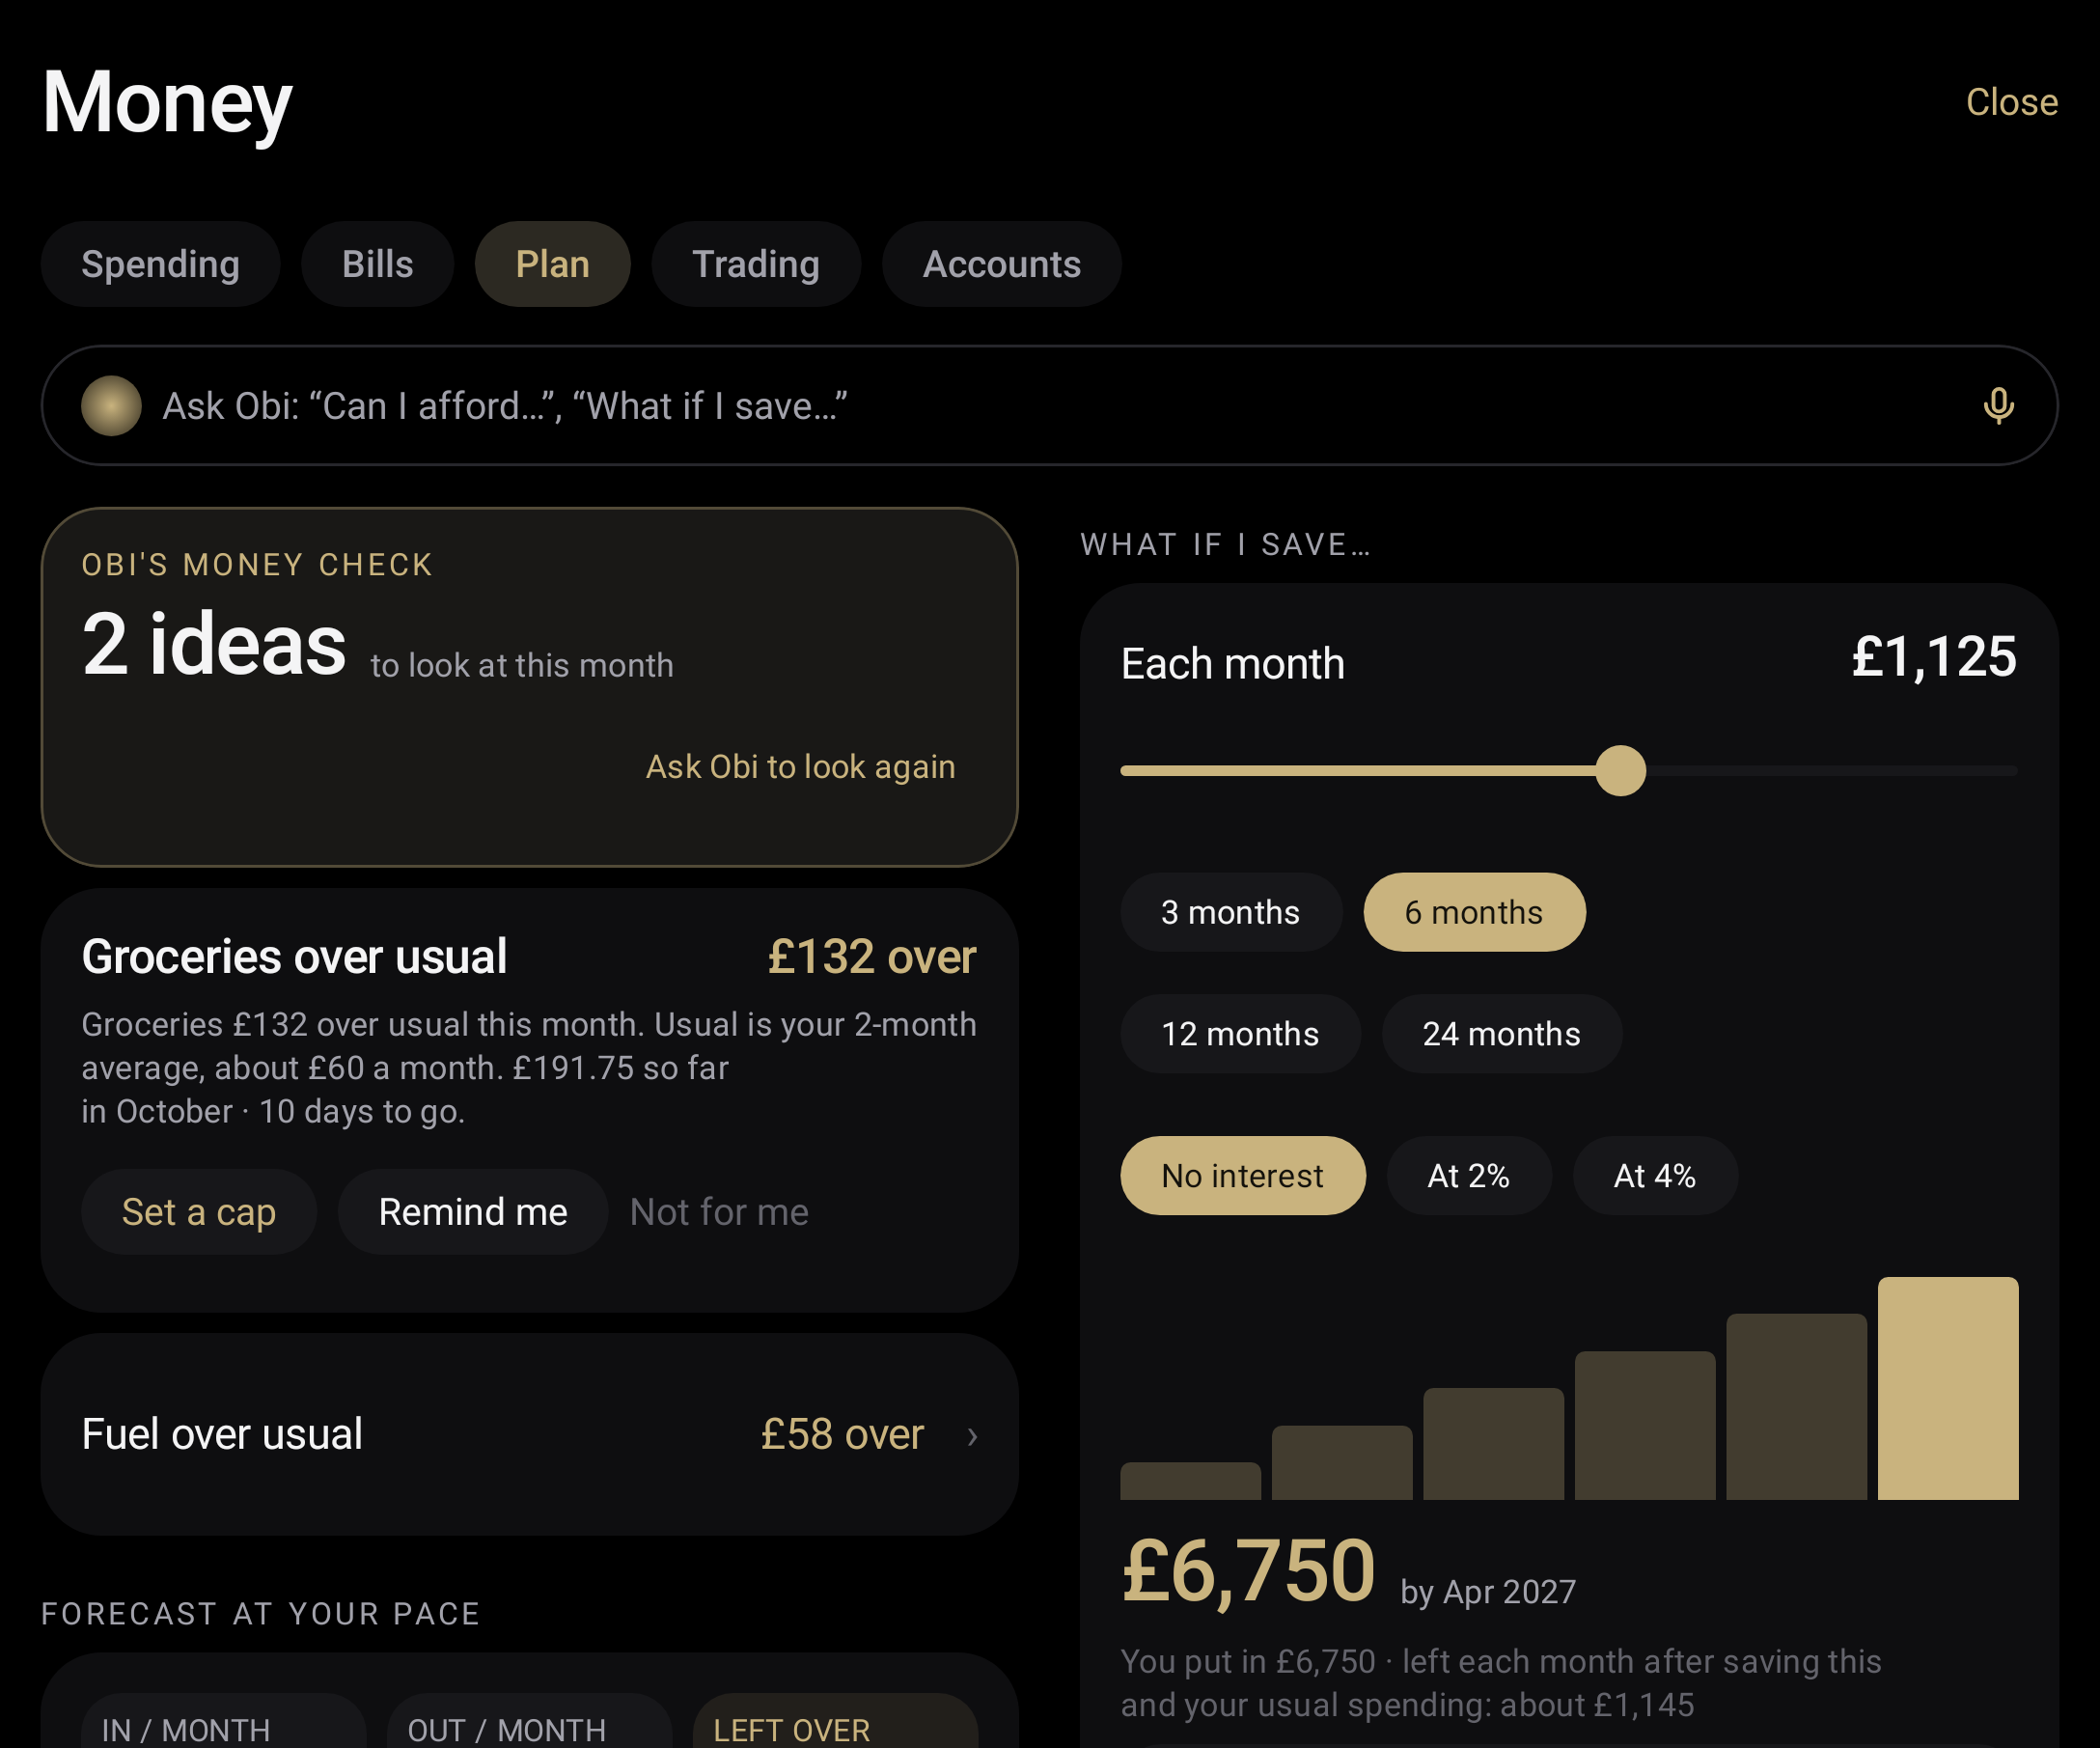 Money
Close
Spending
Bills
Plan
Trading
Accounts
Ask Obi: “Can I afford…”, “What if I save…”
OBI'S MONEY CHECK
2 ideas to look at this month
Ask Obi to look again
Groceries over usual
£132 over
Groceries £132 over usual this month. Usual is your 2-month
average, about £60 a month. £191.75 so far
in October · 10 days to go.
Set a cap
Remind me
Not for me
Fuel over usual
£58 over ›
FORECAST AT YOUR PACE
IN / MONTH
OUT / MONTH
LEFT OVER
WHAT IF I SAVE…
Each month
£1,125
3 months
6 months
12 months
24 months
No interest
At 2%
At 4%
£6,750 by Apr 2027
You put in £6,750 · left each month after saving this
and your usual spending: about £1,145